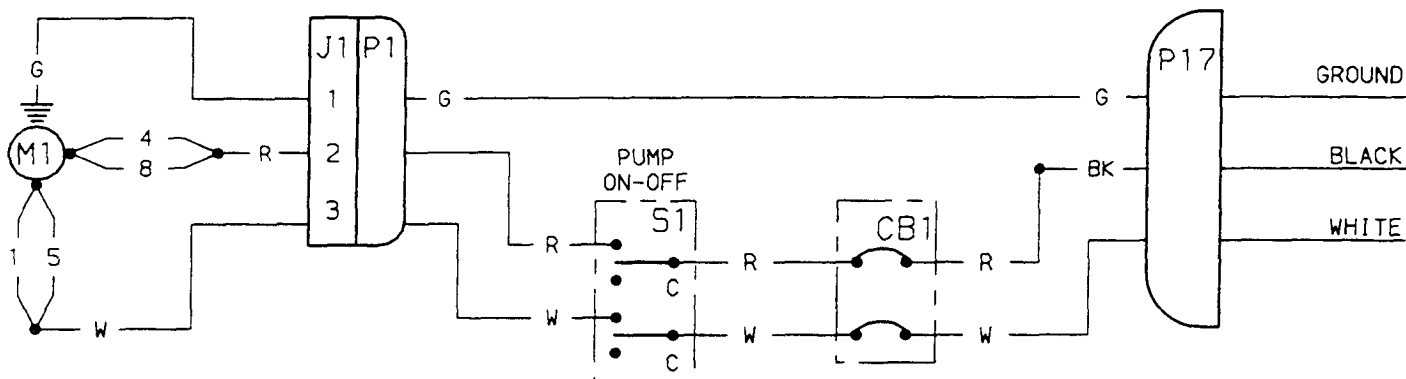 J1 P1
P17
GROUND
G
1
G
G
M1
4
8
R
2
BK
BLACK
PUMP
ON-OFF
3
S1
CB1
WHITE
R
R
R
C
1 5
W
W
W
W
C